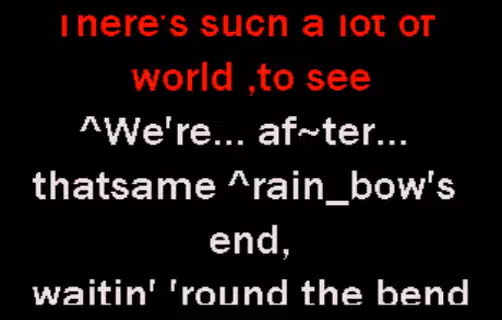 There's such a lot of
world ,to see
^We're... af~ter...
thatsame ^rain_bow's
end,
waitin' 'round the bend